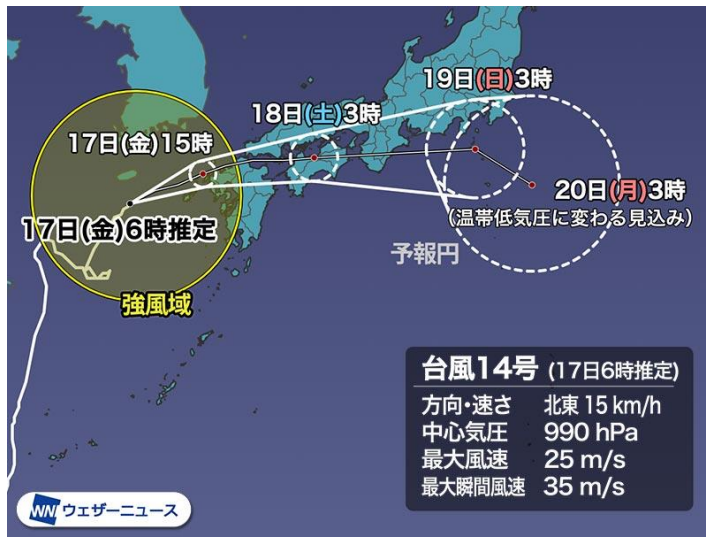 19日(日)3時
18日(土)3時
17日(金)15時
20日(月)3時
(温帯低気圧に変わる見込み)
17日(金)6時推定
予報円
強風域
台風14号 (17日6時推定)
方向・速さ 北東 15 km/h
中心気圧 990 hPa
最大風速 25 m/s
最大瞬間風速 35 m/s
WN ウェザーニュース